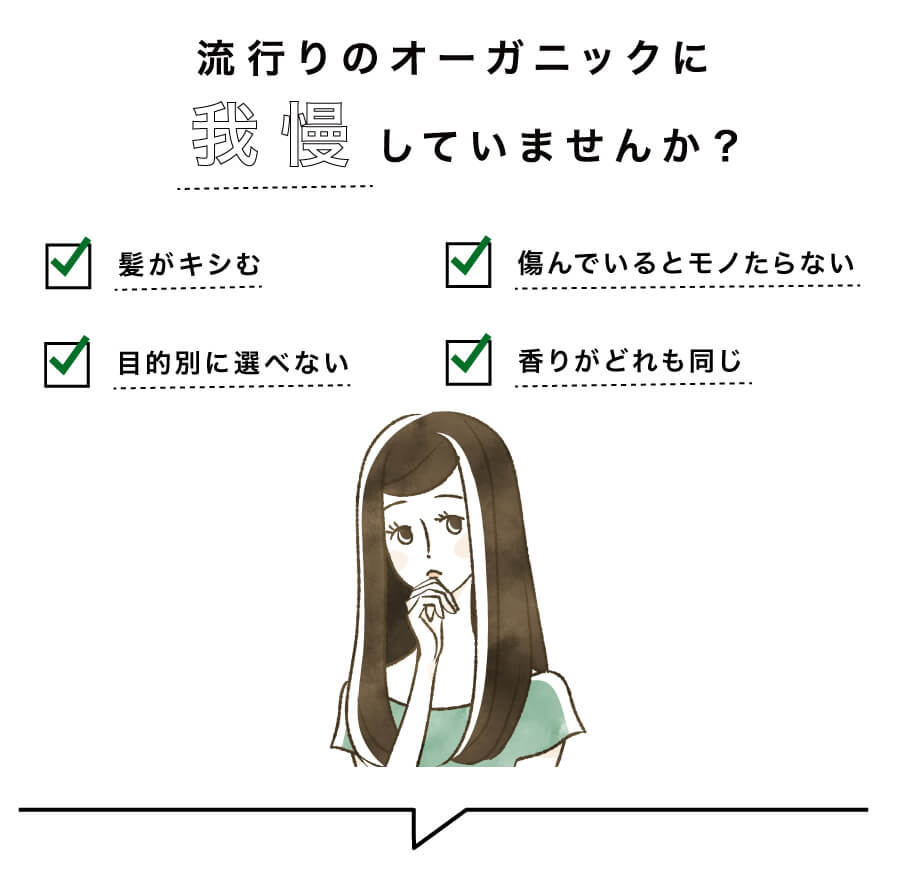 流行りのオーガニックに
我慢していませんか？
髪がキシむ
傷んでいるとモノたらない
目的別に選べない
香りがどれも同じ